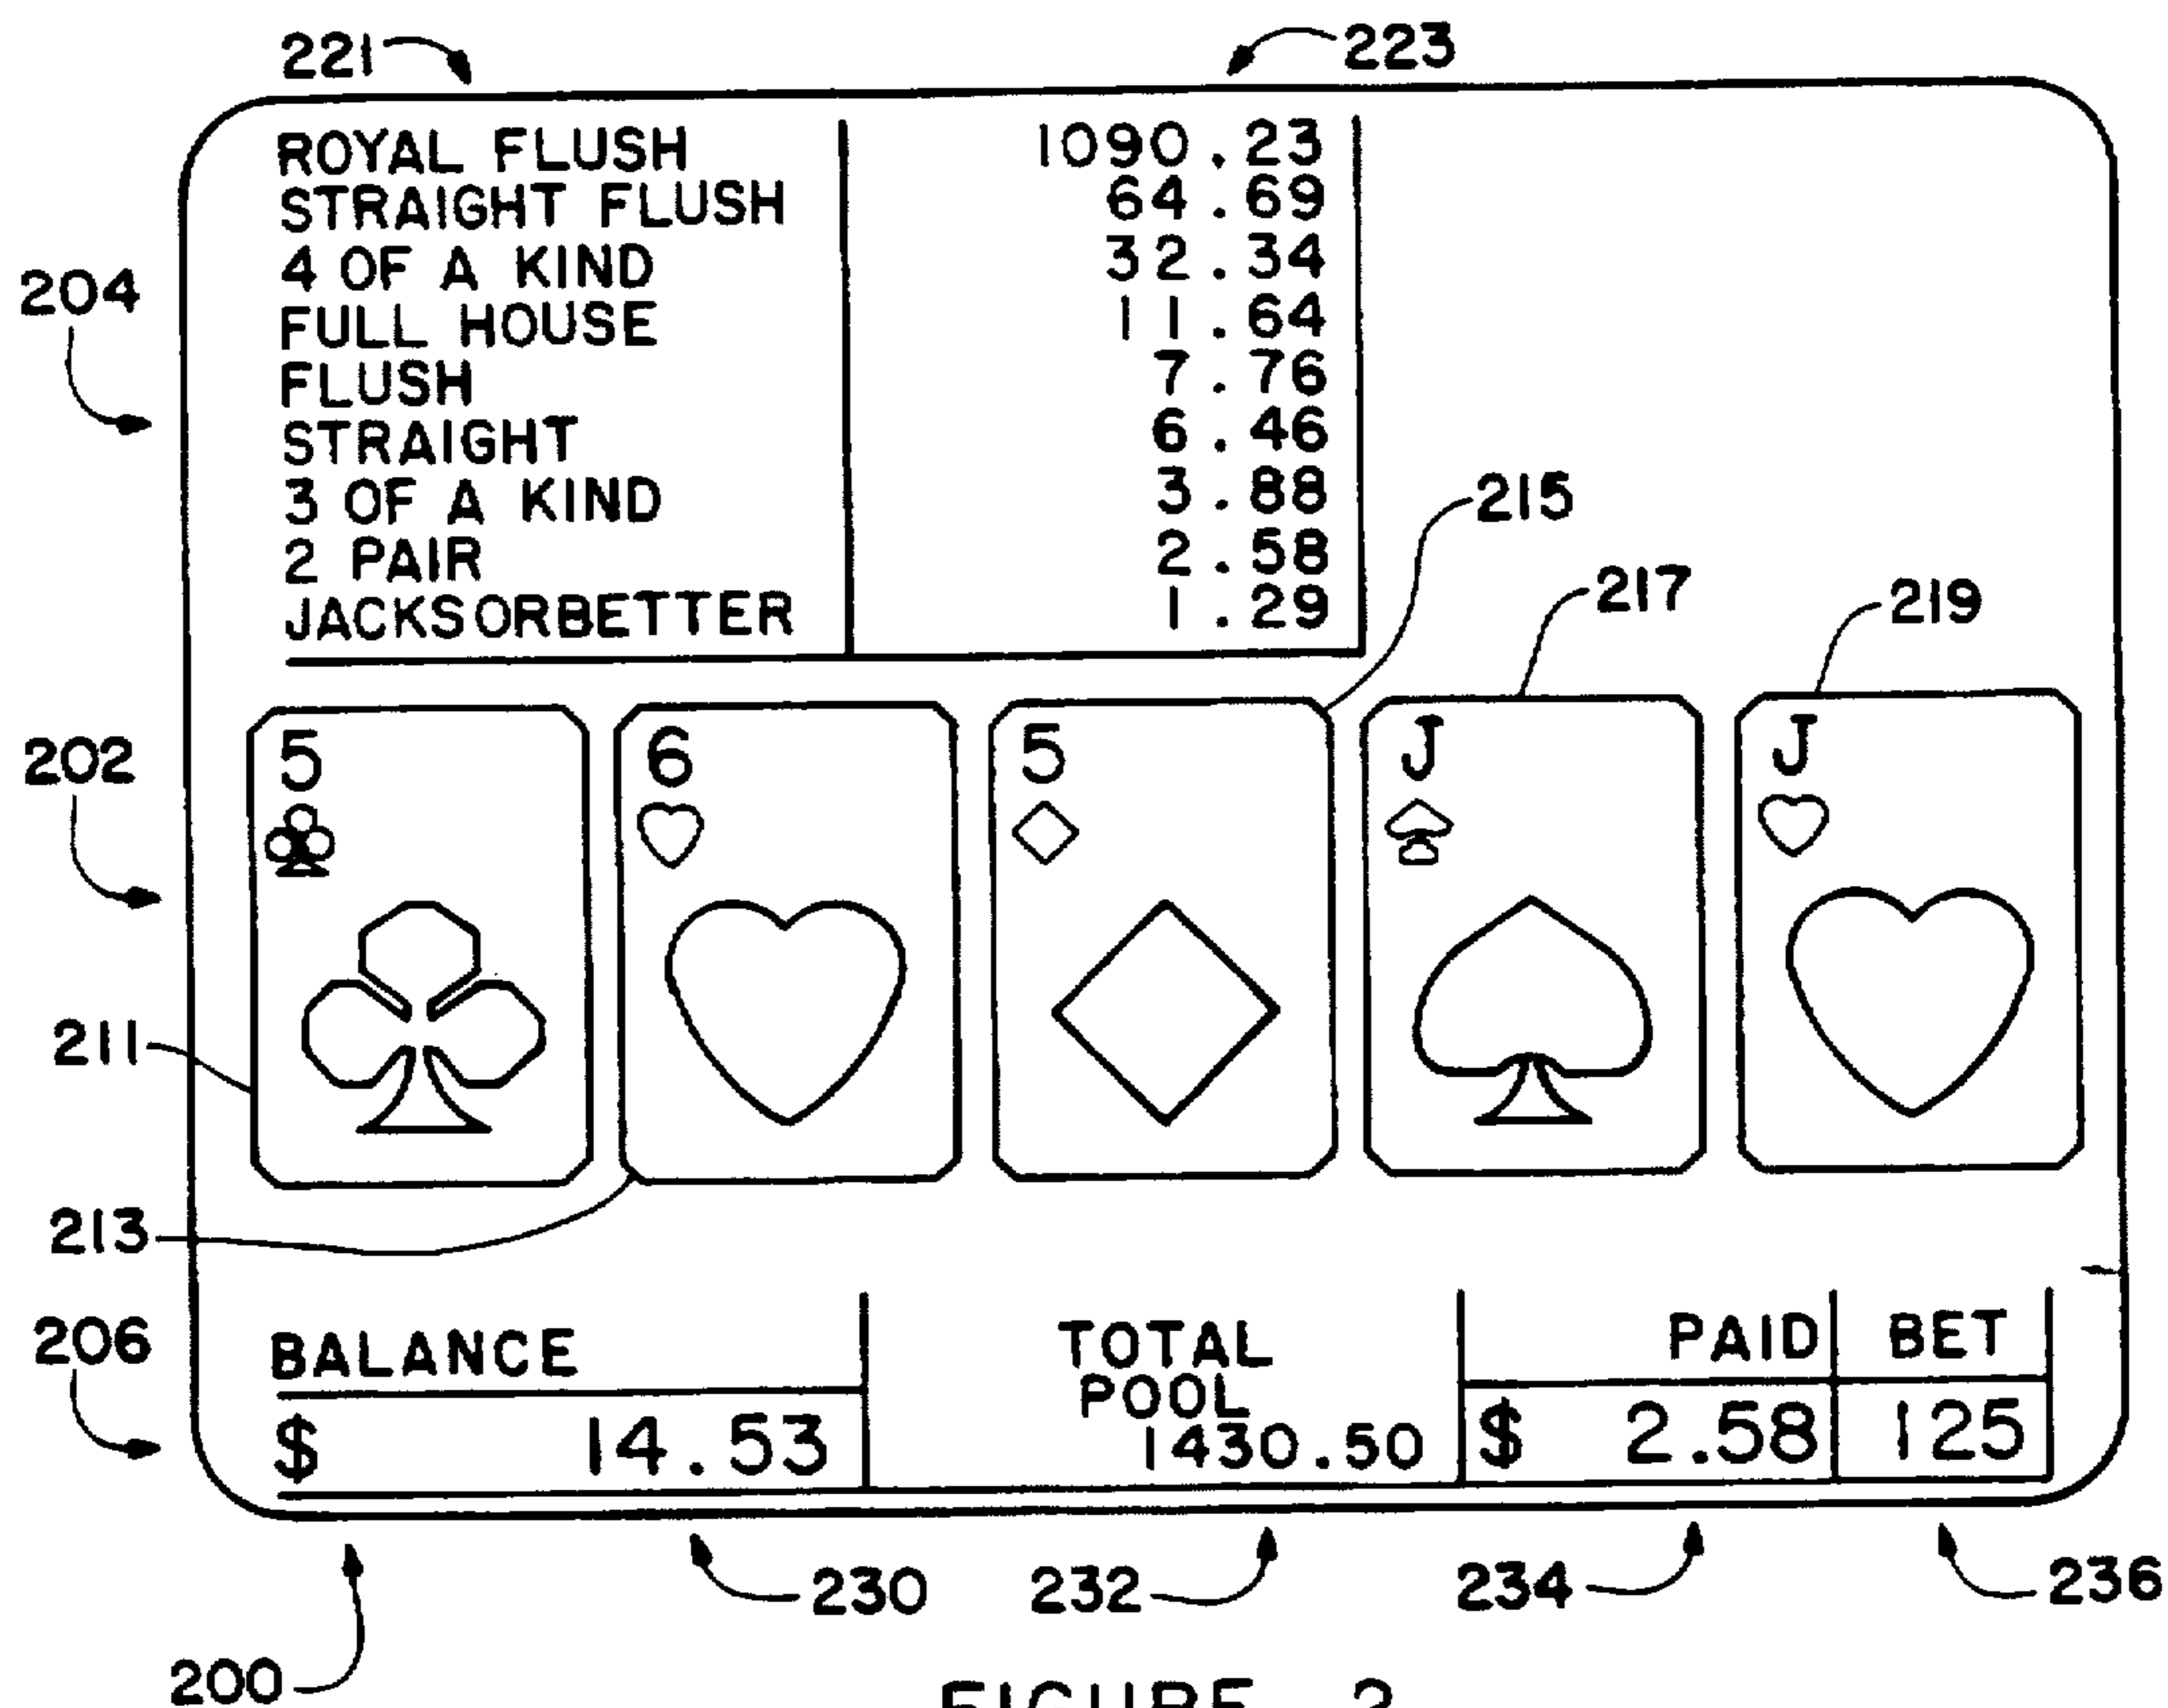 221 223
ROYAL FLUSH 1090.23
STRAIGHT FLUSH 64.69
4 OF A KIND 32.34
204
FULL HOUSE 11.64
FLUSH 7.76
STRAIGHT 6.46
3 OF A KIND 3.88
215
2 PAIR 2.58
217
219
JACKSORBETTER 1.29
202
5 6 5 J J
211
213
206
BALANCE TOTAL POOL PAID BET
$ 14.53 1430.50 $ 2.58 125
230 232 234 236
200
FIGURE 2